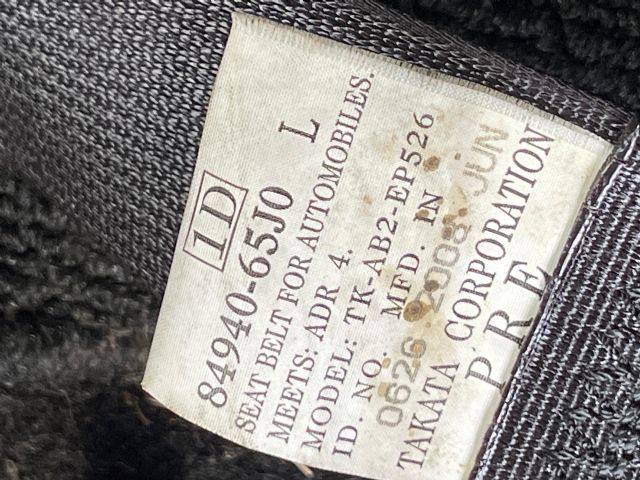 1D
84940-65J0 L
SEAT BELT FOR AUTOMOBILES.
MEETS: ADR 4.
MODEL: TK-AB2-EP526
ID. NO. MFD. IN
0626 2008 JUN
TAKATA CORPORATION
PRE